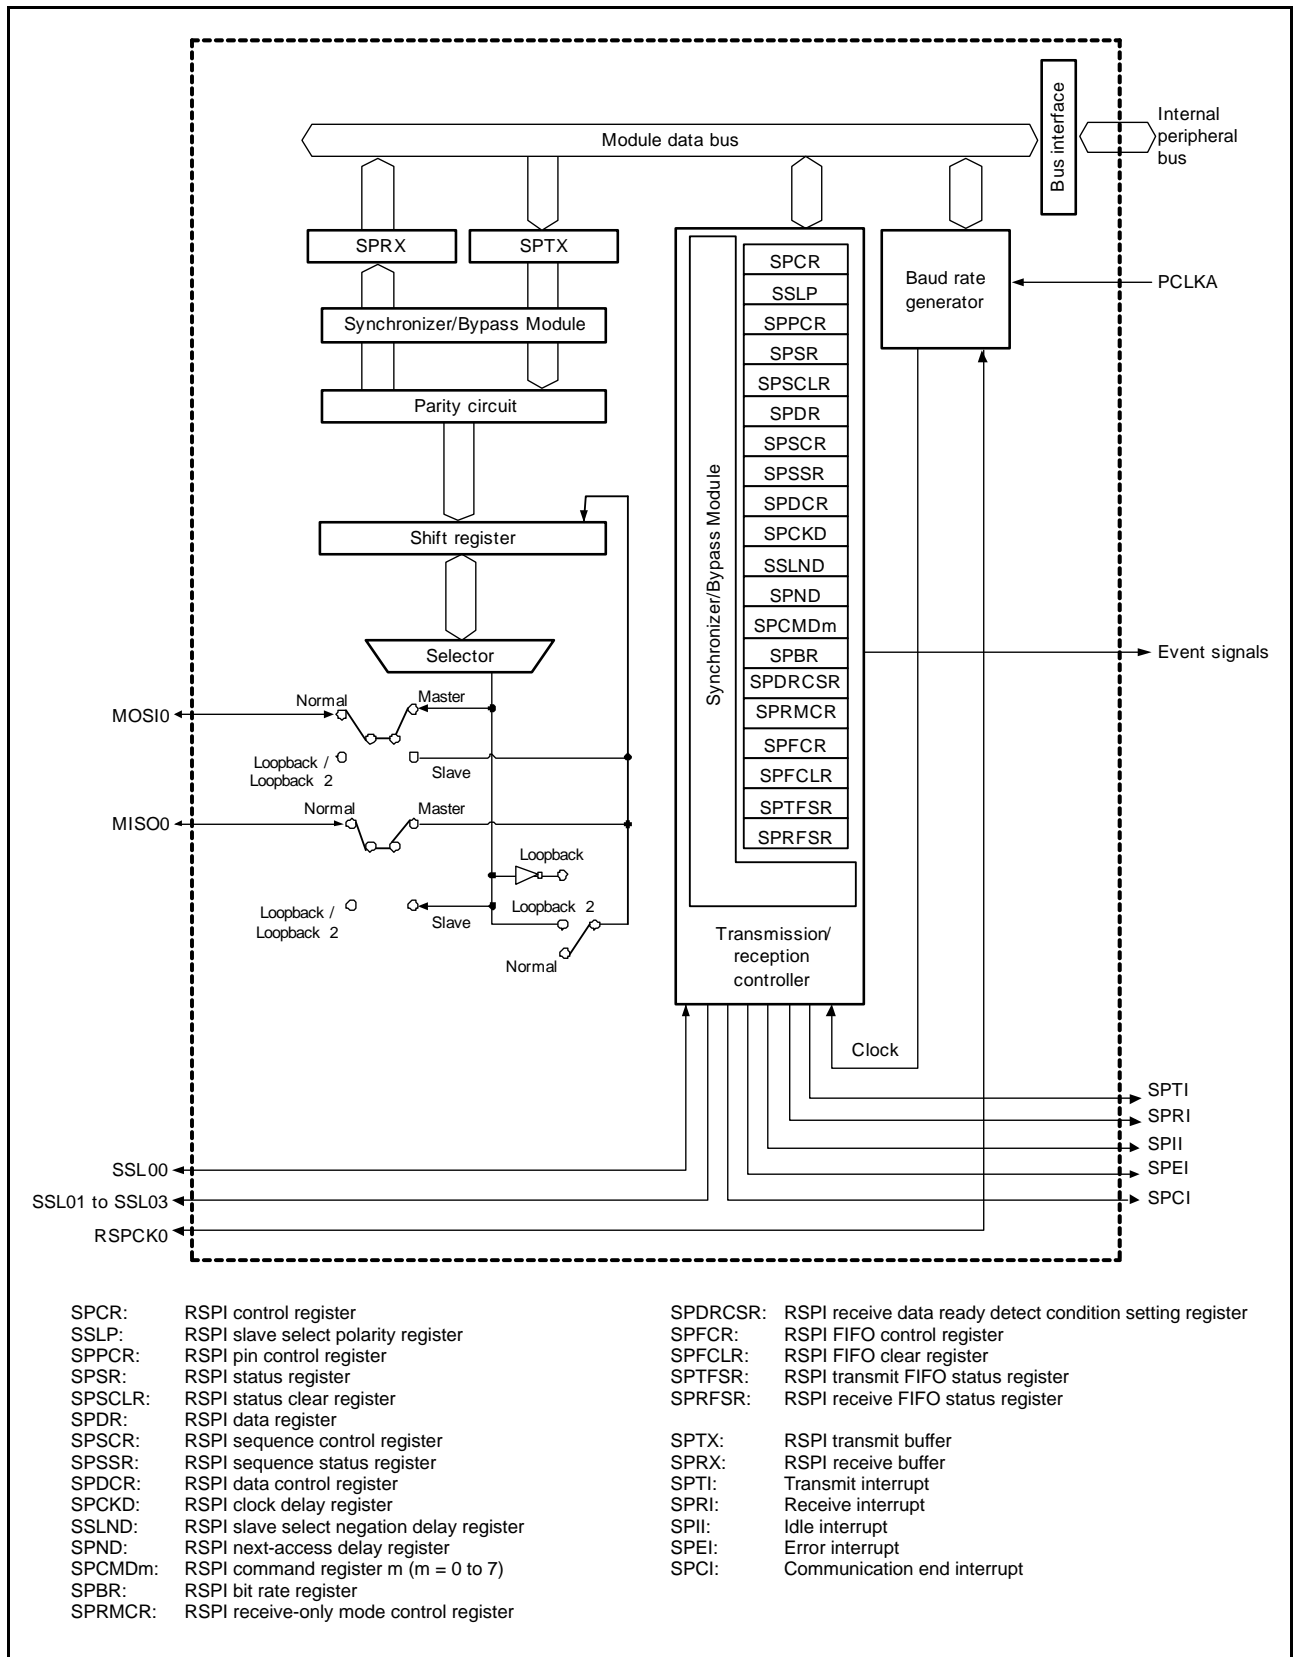 Module data bus
Bus interface
Internal
peripheral
bus
SPRX
SPTX
Synchronizer/Bypass Module
Parity circuit
Shift register
Selector
Normal
Master
MOSI0
Loopback /
Loopback 2
Slave
Normal
Master
MISO0
Loopback
Loopback /
Loopback 2
Slave
Loopback 2
Normal
Synchronizer/Bypass Module
SPCR
SSLP
SPPCR
SPSR
SPSCLR
SPDR
SPSCR
SPSSR
SPDCR
SPCKD
SSLND
SPND
SPCMDm
SPBR
SPDRCSR
SPRMCR
SPFCR
SPFCLR
SPTFSR
SPRFSR
Transmission/
reception
controller
Baud rate
generator
PCLKA
Event signals
Clock
SPTI
SPRI
SPII
SPEI
SPCI
SSL00
SSL01 to SSL03
RSPCK0
SPCR: RSPI control register
SSLP: RSPI slave select polarity register
SPPCR: RSPI pin control register
SPSR: RSPI status register
SPSCLR: RSPI status clear register
SPDR: RSPI data register
SPSCR: RSPI sequence control register
SPSSR: RSPI sequence status register
SPDCR: RSPI data control register
SPCKD: RSPI clock delay register
SSLND: RSPI slave select negation delay register
SPND: RSPI next-access delay register
SPCMDm: RSPI command register m (m = 0 to 7)
SPBR: RSPI bit rate register
SPRMCR: RSPI receive-only mode control register
SPDRCSR: RSPI receive data ready detect condition setting register
SPFCR: RSPI FIFO control register
SPFCLR: RSPI FIFO clear register
SPTFSR: RSPI transmit FIFO status register
SPRFSR: RSPI receive FIFO status register
SPTX: RSPI transmit buffer
SPRX: RSPI receive buffer
SPTI: Transmit interrupt
SPRI: Receive interrupt
SPII: Idle interrupt
SPEI: Error interrupt
SPCI: Communication end interrupt